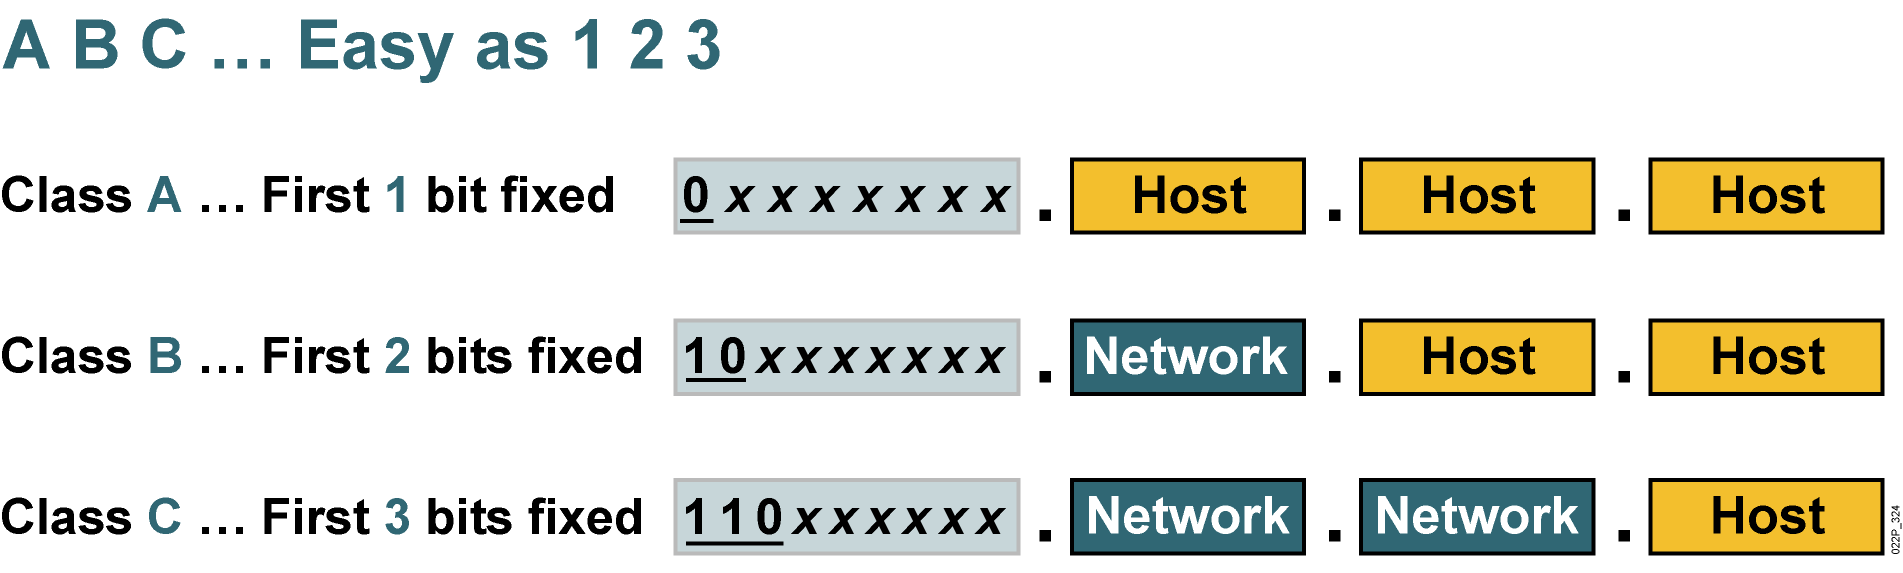 A B C … Easy as 1 2 3
Class A … First 1 bit fixed 0 x x x x x x x . Host . Host . Host
Class B … First 2 bits fixed 1 0 x x x x x x x . Network . Host . Host
Class C … First 3 bits fixed 1 1 0 x x x x x x . Network . Network . Host
022P_324